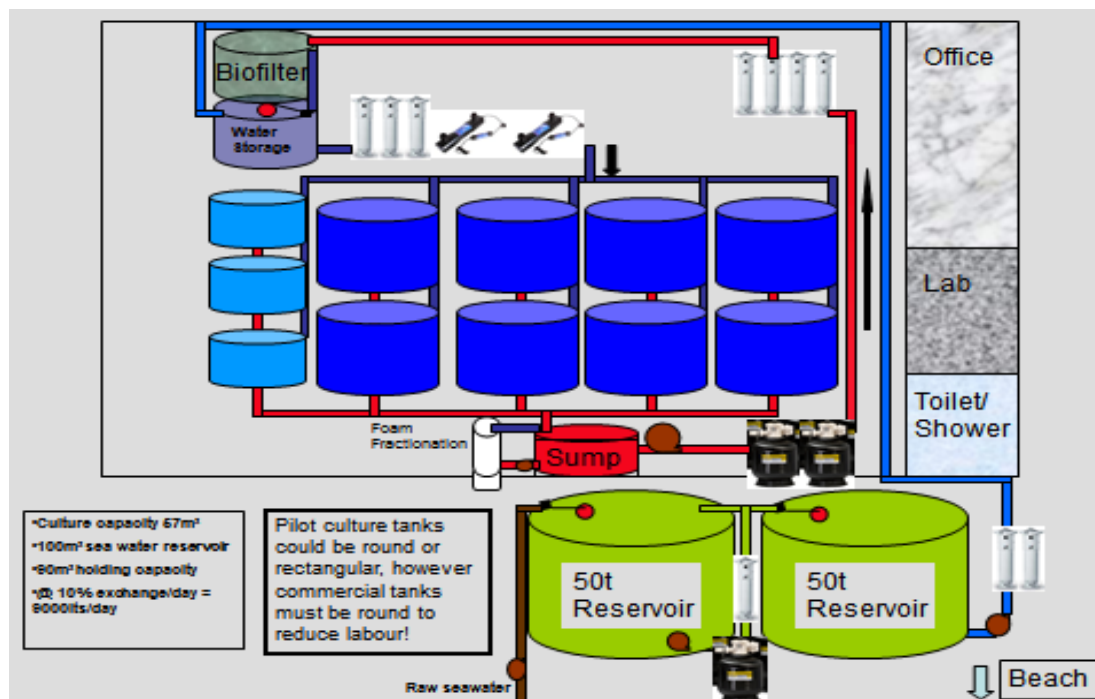 Biofilter
Water
Storage
Office
Lab
Toilet/
Shower
Foam
Fractionation
Sump
•Culture capacity 57m³
•100m³ sea water reservoir
•90m³ holding capacity
•@ 10% exchange/day =
9000lts/day
Pilot culture tanks
could be round or
rectangular, however
commercial tanks
must be round to
reduce labour!
50t
Reservoir
50t
Reservoir
Raw seawater
Beach